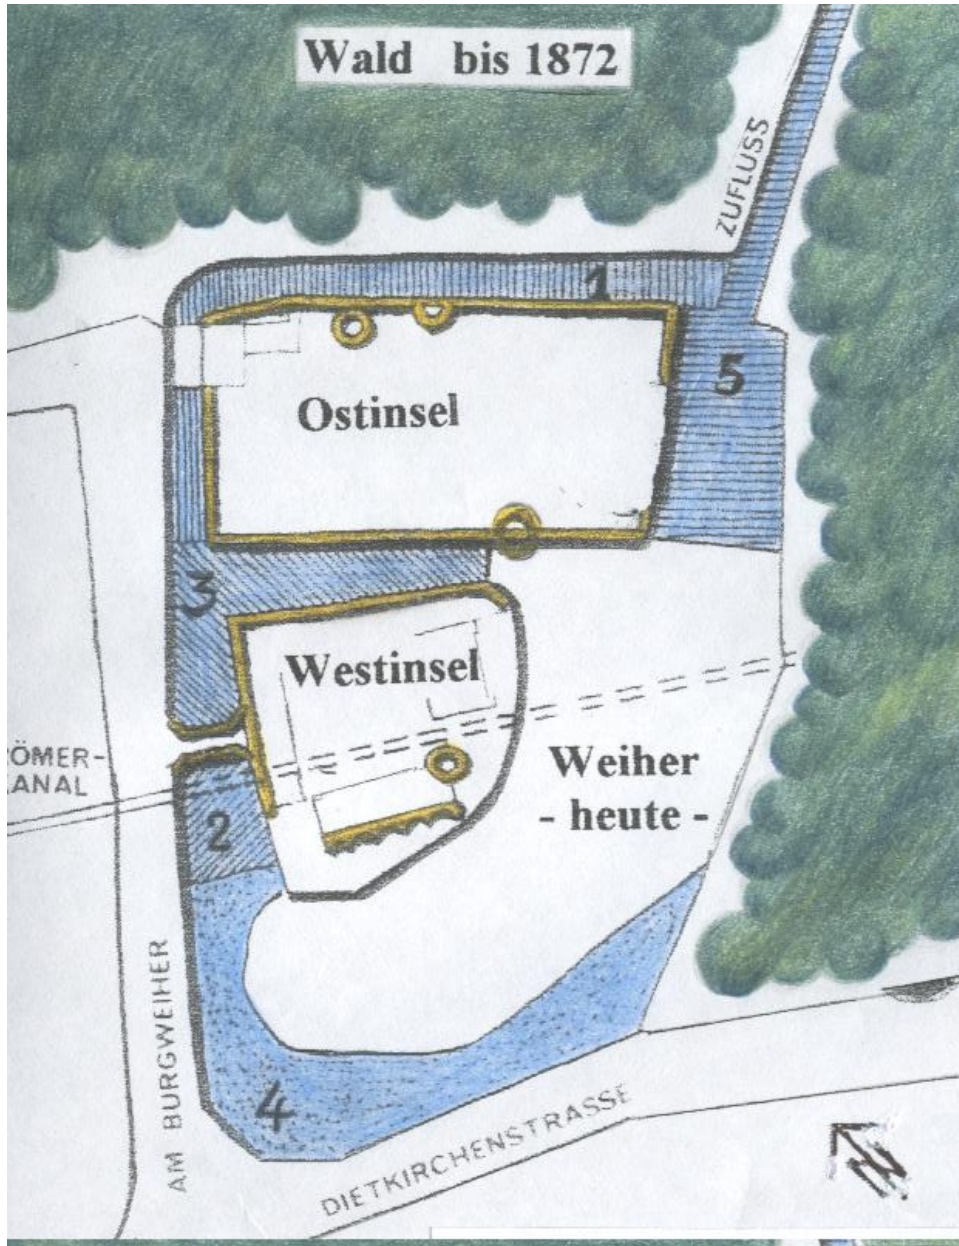 Wald bis 1872
ZUFLUSS
1
5
Ostinsel
3
Westinsel
Weiher
- heute -
ÖMER-
ANAL
2
AM BURGWEIHER
4
DIETKIRCHENSTRASSE
N